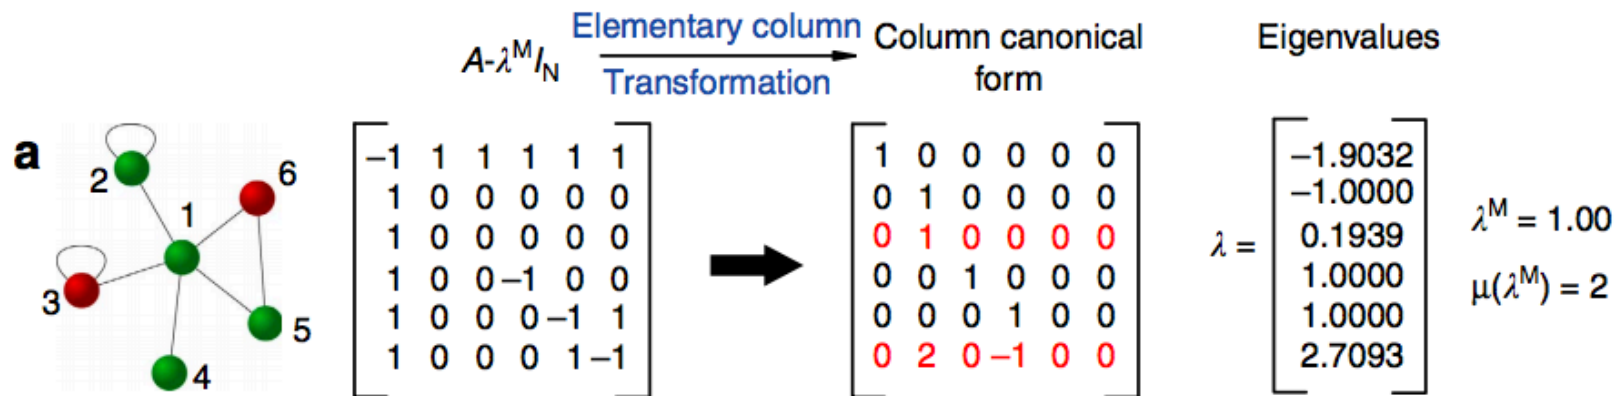 A-λᴹI_N Elementary column Transformation Column canonical form Eigenvalues
a
2
6
1
3
5
4
−1 1 1 1 1 1
1 0 0 0 0 0
1 0 0 0 0 0
1 0 0 −1 0 0
1 0 0 0 −1 1
1 0 0 0 1 −1
1 0 0 0 0 0
0 1 0 0 0 0
0 1 0 0 0 0
0 0 1 0 0 0
0 0 0 1 0 0
0 2 0 −1 0 0
λ =
−1.9032
−1.0000
0.1939
1.0000
1.0000
2.7093
λᴹ = 1.00
μ(λᴹ) = 2